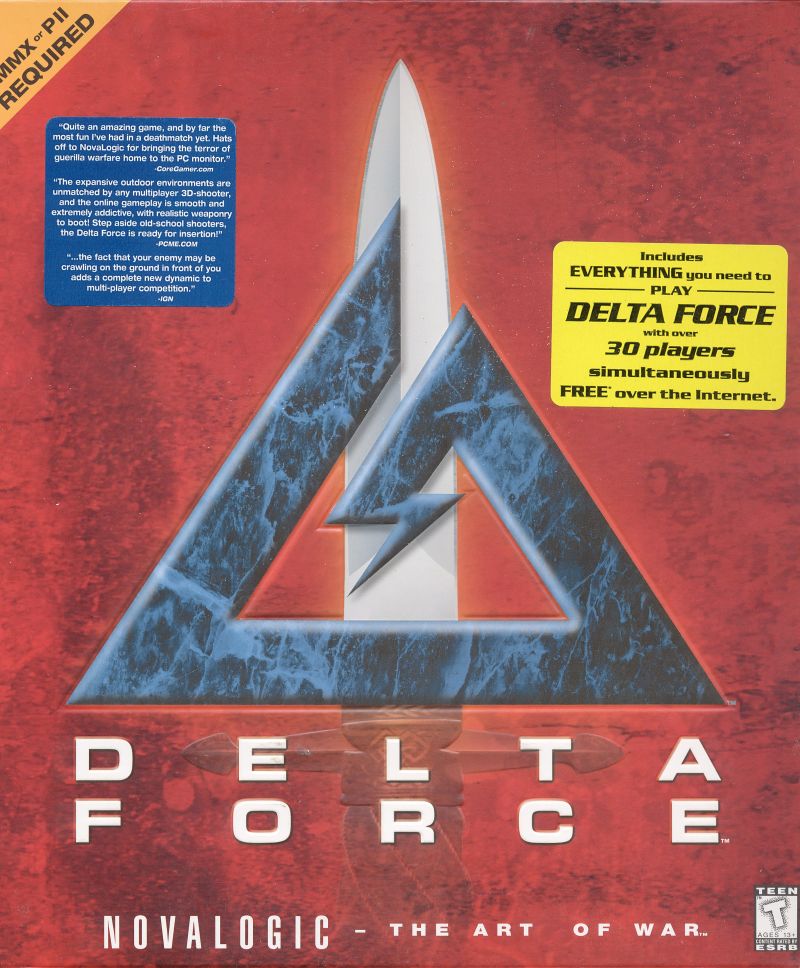 MMX or PII
REQUIRED
“Quite an amazing game, and by far the
most fun I've had in a deathmatch yet. Hats
off to NovaLogic for bringing the terror of
guerilla warfare home to the PC monitor.”
-CoreGamer.com
“The expansive outdoor environments are
unmatched by any multiplayer 3D-shooter,
and the online gameplay is smooth and
extremely addictive, with realistic weaponry
to boot! Step aside old-school shooters,
the Delta Force is ready for insertion!”
-PCME.COM
“...the fact that your enemy may be
crawling on the ground in front of you
adds a complete new dynamic to
multi-player competition.”
-IGN
Includes
EVERYTHING you need to
PLAY
DELTA FORCE
with over
30 players
simultaneously
FREE* over the Internet.
TM
DELTA
FORCE™
NOVALOGIC - THE ART OF WAR™
TEEN
T
AGES 13+
CONTENT RATED BY
ESRB